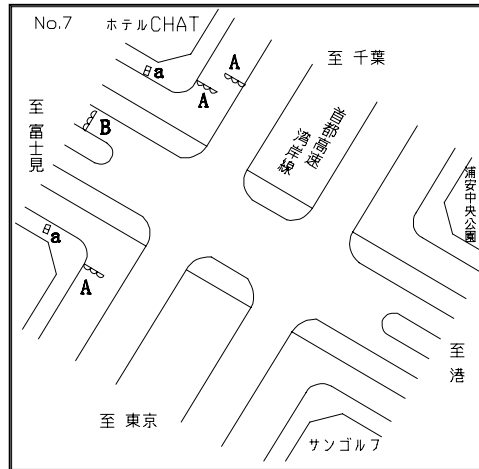 No.7 ホテルCHAT
至 千葉
a
A
A
B
至 富士見
首都高速
湾岸線
浦安中央公園
a
A
至 港
至 東京
サンゴルフ